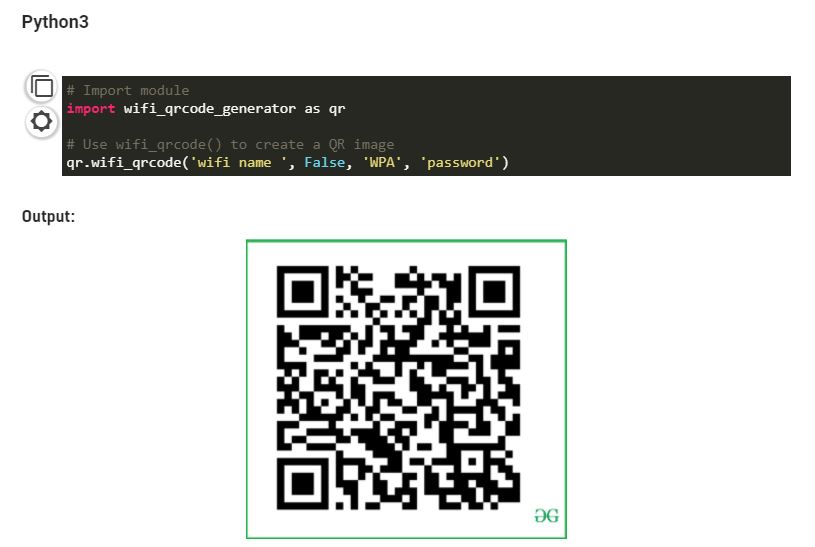 Python3
# Import module
import wifi_qrcode_generator as qr
# Use wifi_qrcode() to create a QR image
qr.wifi_qrcode('wifi name ', False, 'WPA', 'password')
Output: